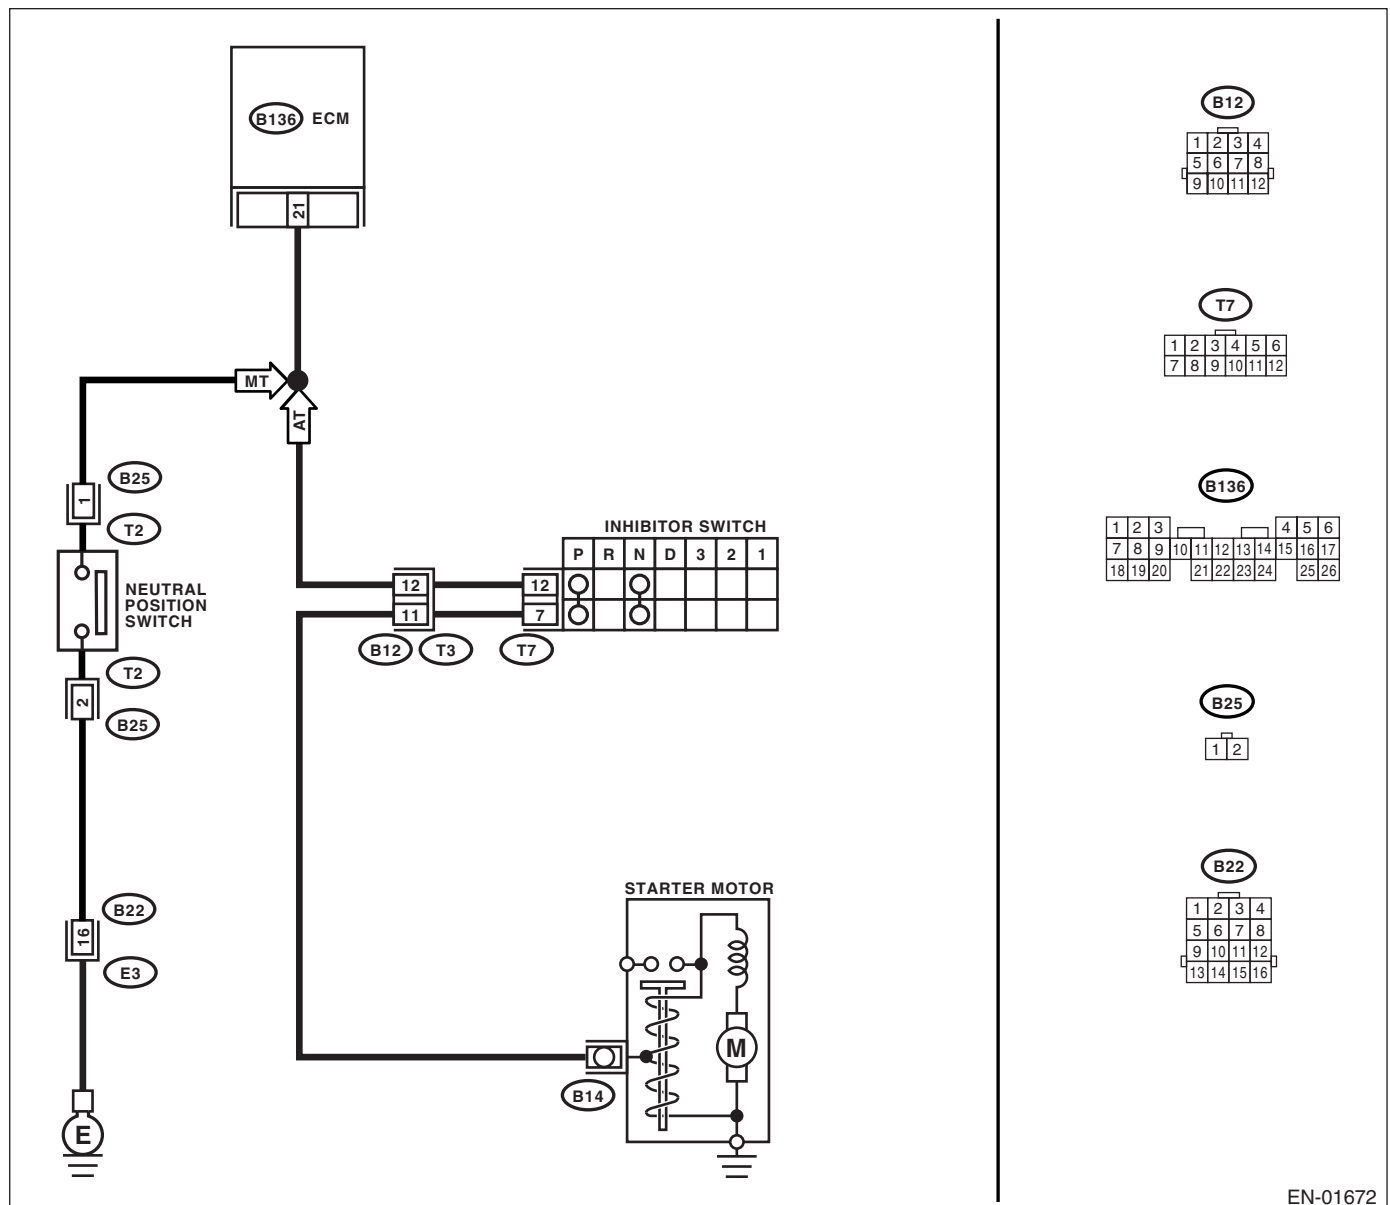 B136 ECM
21
MT
AT
B25
1
T2
NEUTRAL
POSITION
SWITCH
T2
2
B25
B22
16
E3
E
INHIBITOR SWITCH
P R N D 3 2 1
12 12
11 7
B12 T3 T7
STARTER MOTOR
M
B14
B12
1 2 3 4
5 6 7 8
9 10 11 12
T7
1 2 3 4 5 6
7 8 9 10 11 12
B136
1 2 3 4 5 6
7 8 9 10 11 12 13 14 15 16 17
18 19 20 21 22 23 24 25 26
B25
1 2
B22
1 2 3 4
5 6 7 8
9 10 11 12
13 14 15 16
EN-01672